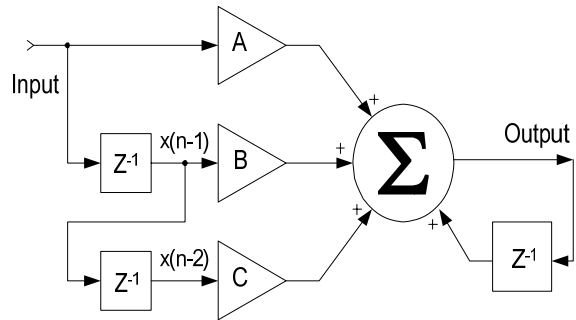 A
+
Input
Output
x(n-1)
Z-1
B
+
Σ
+
+
x(n-2)
Z-1
C
Z-1